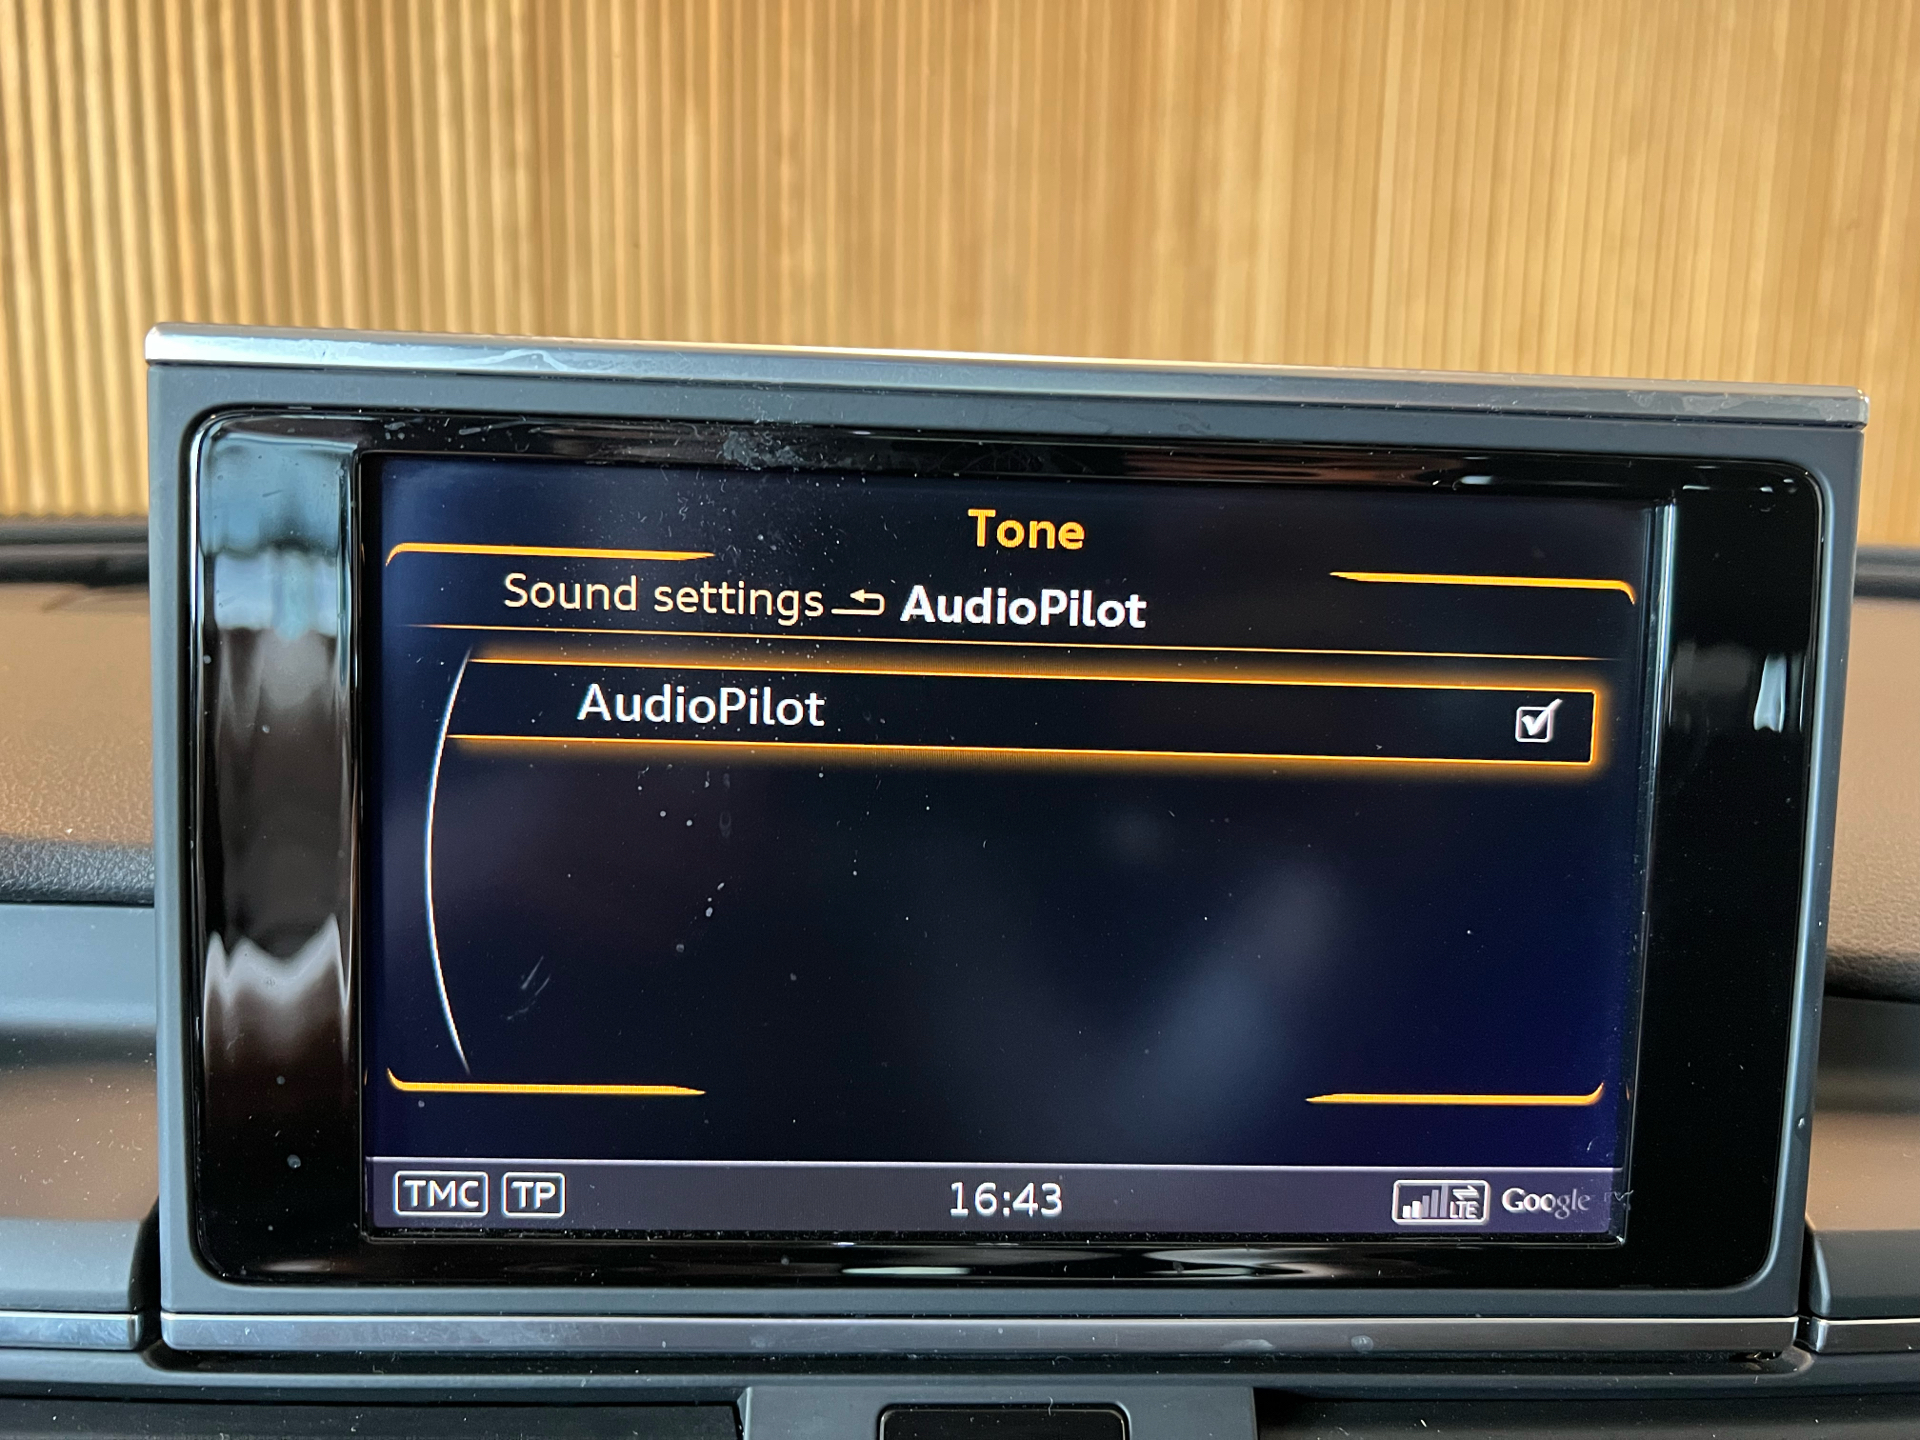 Tone
Sound settings AudioPilot
AudioPilot
TMC TP 16:43 LTE Google